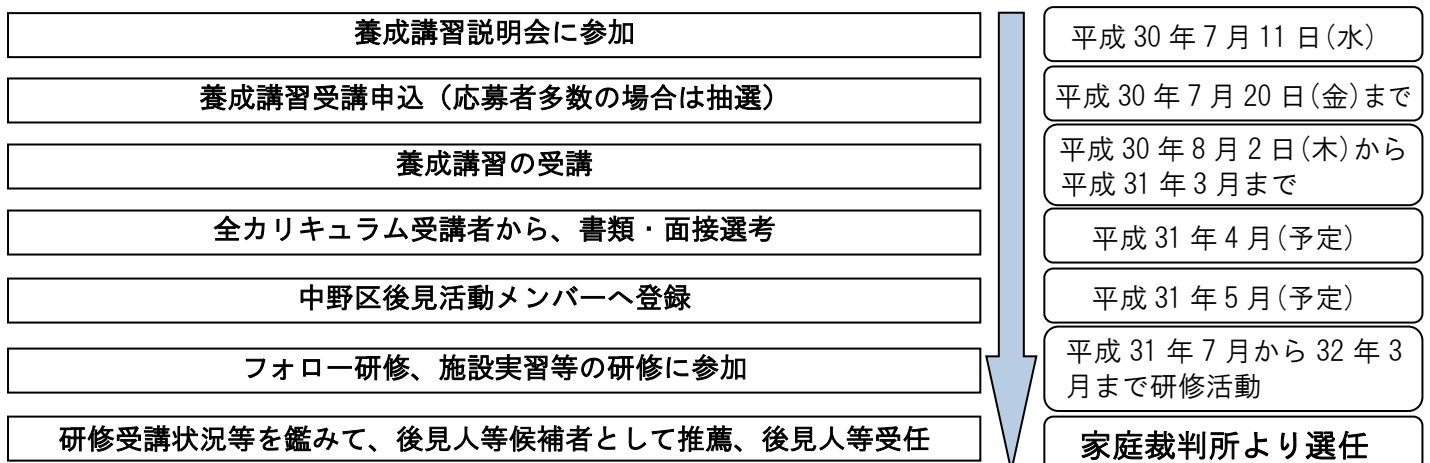 養成講習説明会に参加
平成 30 年 7 月 11 日(水)
養成講習受講申込（応募者多数の場合は抽選）
平成 30 年 7 月 20 日(金)まで
養成講習の受講
平成 30 年 8 月 2 日(木)から
平成 31 年 3 月まで
全カリキュラム受講者から、書類・面接選考
平成 31 年 4 月(予定)
中野区後見活動メンバーへ登録
平成 31 年 5 月(予定)
フォロー研修、施設実習等の研修に参加
平成 31 年 7 月から 32 年 3
月まで研修活動
研修受講状況等を鑑みて、後見人等候補者として推薦、後見人等受任
家庭裁判所より選任